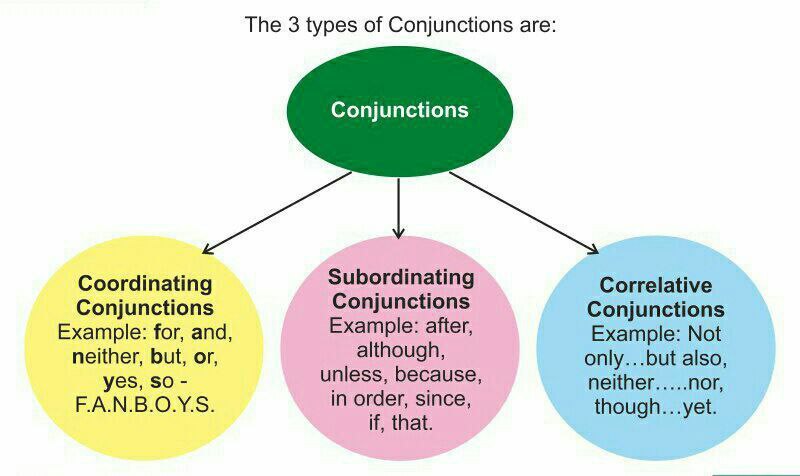 The 3 types of Conjunctions are:
Conjunctions
Coordinating
Conjunctions
Example: for, and,
neither, but, or,
yes, so -
F.A.N.B.O.Y.S.
Subordinating
Conjunctions
Example: after,
although,
unless, because,
in order, since,
if, that.
Correlative
Conjunctions
Example: Not
only…but also,
neither…..nor,
though…yet.